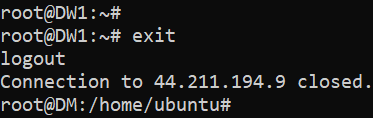 root@DW1:~#
root@DW1:~# exit
logout
Connection to 44.211.194.9 closed.
root@DM:/home/ubuntu#